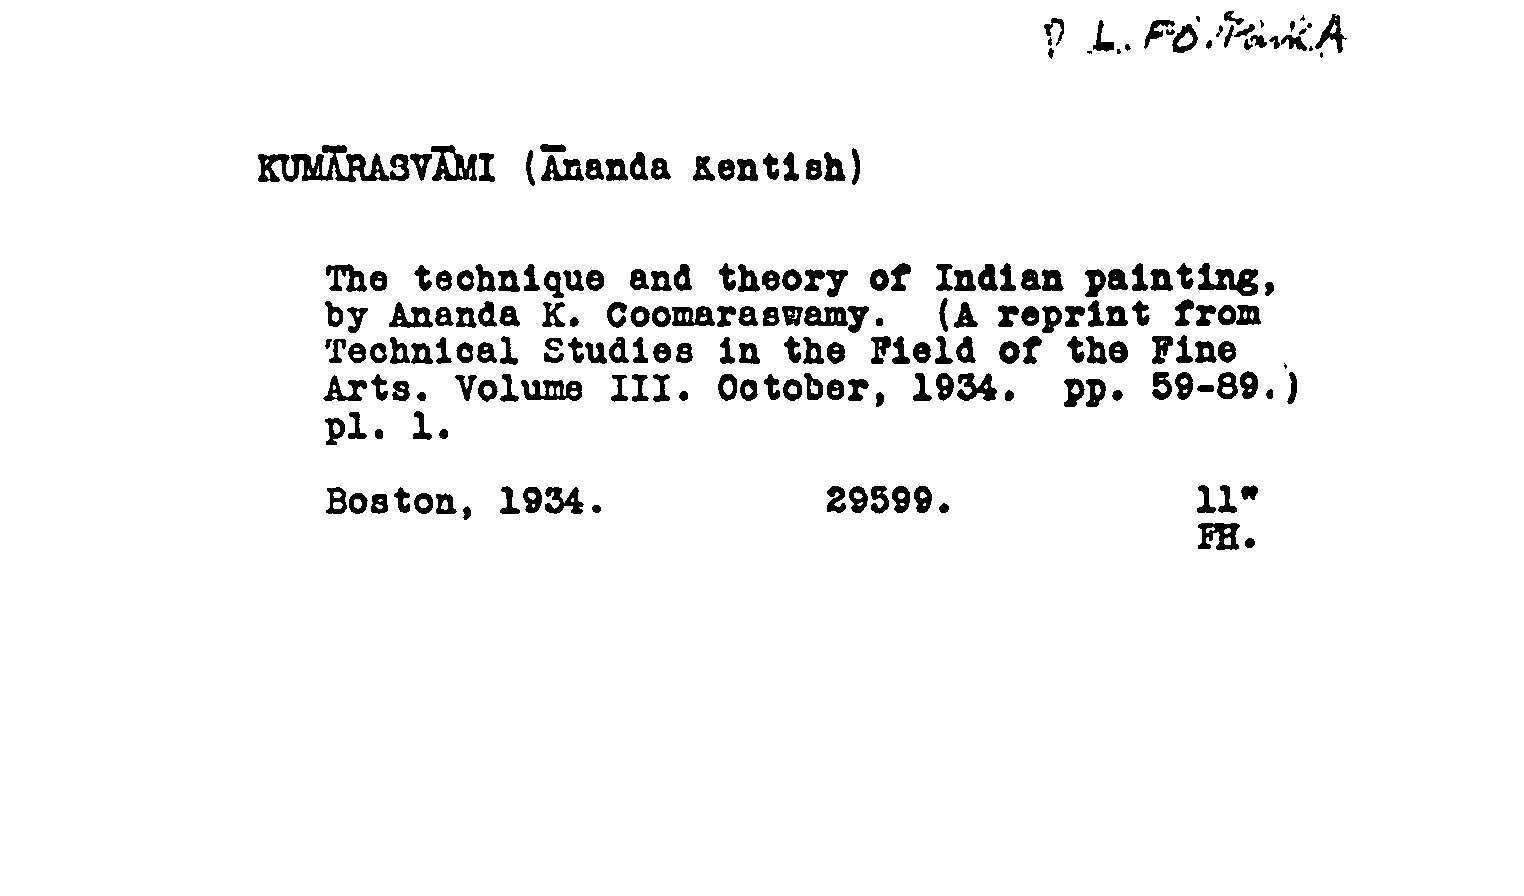 P L. FO.
KUMĀRASVĀMI (Ānanda Kentish)
The technique and theory of Indian painting,
by Ananda K. Coomaraswamy. (A reprint from
Technical Studies in the Field of the Fine
Arts. Volume III. October, 1934. pp. 59-89.)
pl. 1.
Boston, 1934. 29599. 11"
FH.